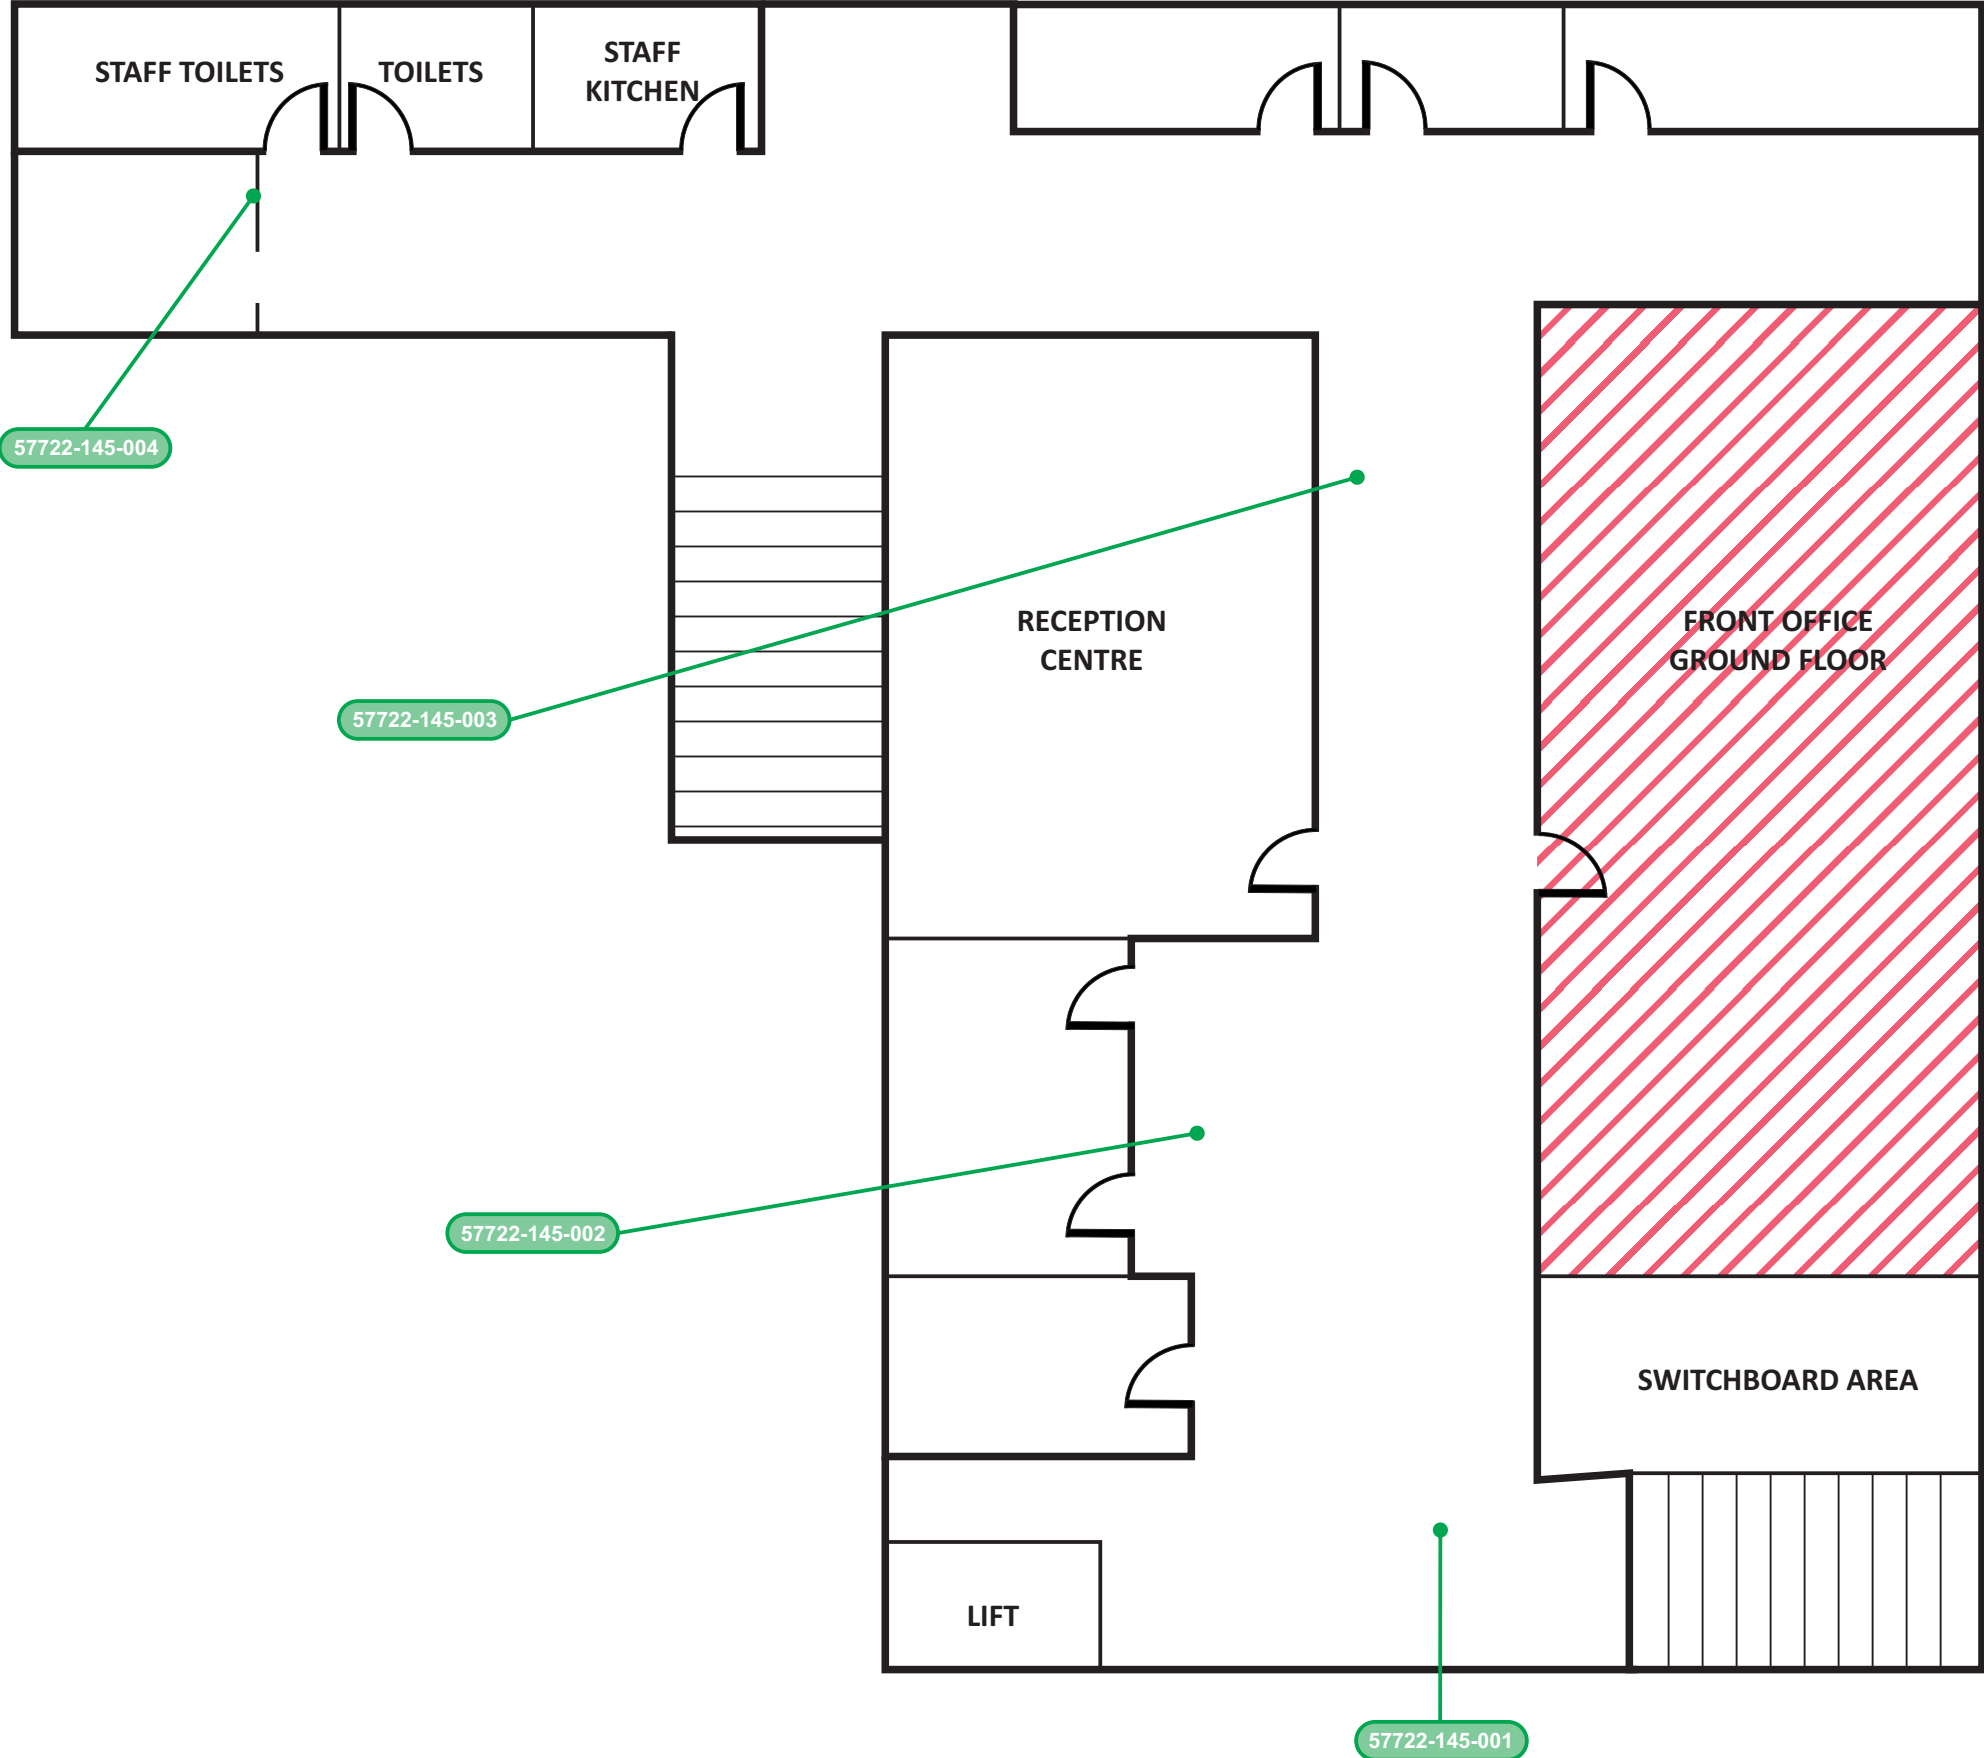 STAFF TOILETS
TOILETS
STAFF
KITCHEN
57722-145-004
RECEPTION
CENTRE
FRONT OFFICE
GROUND FLOOR
57722-145-003
57722-145-002
SWITCHBOARD AREA
LIFT
57722-145-001